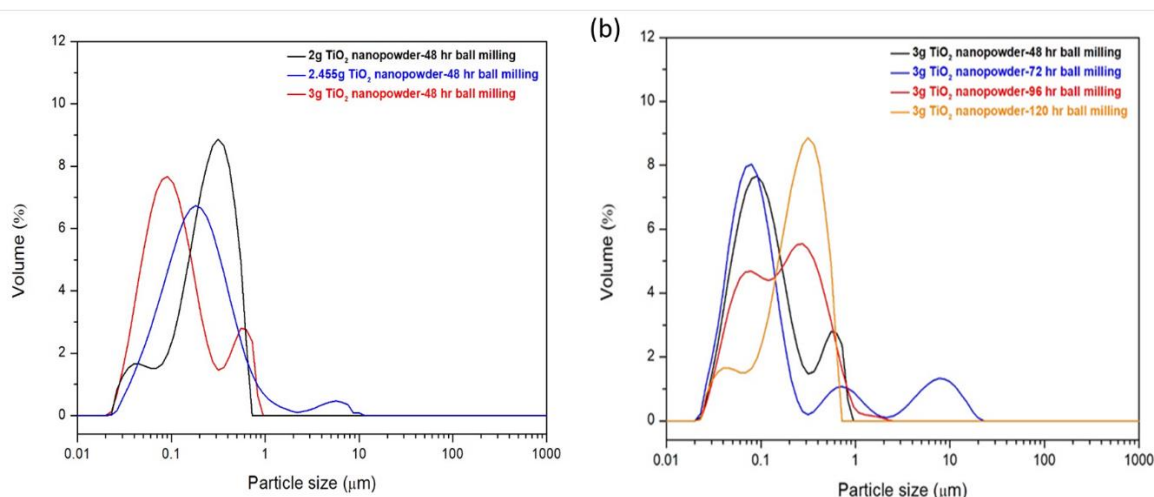 12
10
8
6
4
2
0
Volume (%)
2g TiO₂ nanopowder-48 hr ball milling
2.455g TiO₂ nanopowder-48 hr ball milling
3g TiO₂ nanopowder-48 hr ball milling
0.01 0.1 1 10 100 1000
Particle size (μm)
(b)
12
10
8
6
4
2
0
Volume (%)
3g TiO₂ nanopowder-48 hr ball milling
3g TiO₂ nanopowder-72 hr ball milling
3g TiO₂ nanopowder-96 hr ball milling
3g TiO₂ nanopowder-120 hr ball milling
0.01 0.1 1 10 100 1000
Particle size (μm)